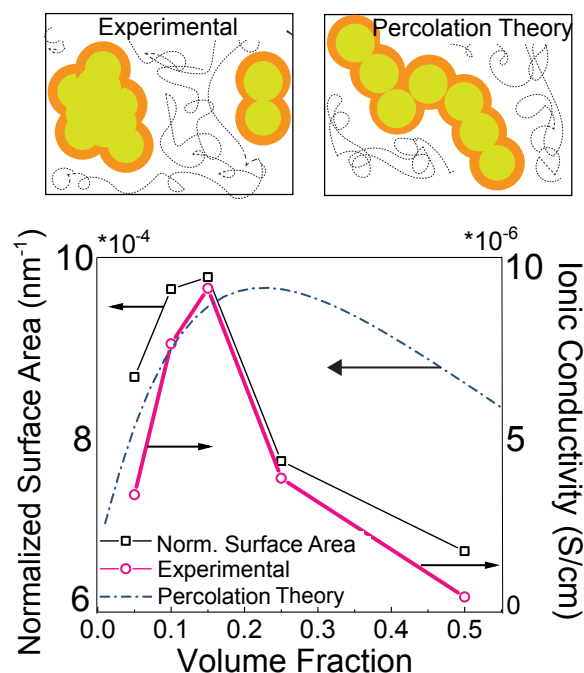 Experimental
Percolation Theory
*10-4
*10-6
Normalized Surface Area (nm-1)
10
8
6
10
5
0
Ionic Conductivity (S/cm)
Norm. Surface Area
Experimental
Percolation Theory
0.0 0.1 0.2 0.3 0.4 0.5
Volume Fraction